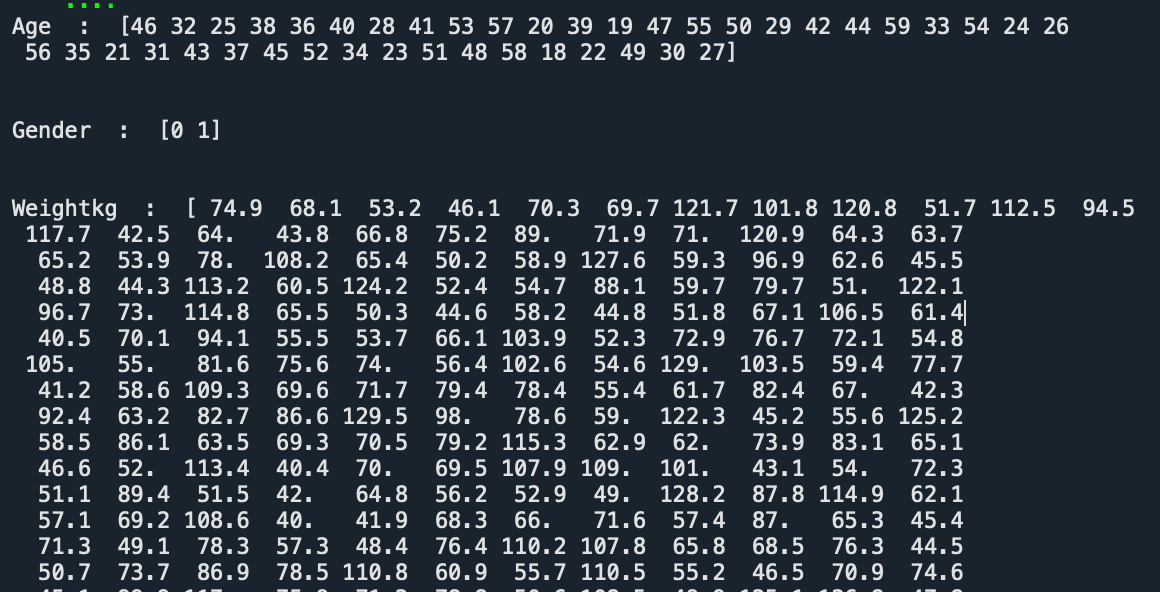 Age  :  [46 32 25 38 36 40 28 41 53 57 20 39 19 47 55 50 29 42 44 59 33 54 24 26
 56 35 21 31 43 37 45 52 34 23 51 48 58 18 22 49 30 27]
Gender  :  [0 1]
Weightkg  :  [ 74.9  68.1  53.2  46.1  70.3  69.7 121.7 101.8 120.8  51.7 112.5  94.5
 117.7  42.5  64.   43.8  66.8  75.2  89.   71.9  71.  120.9  64.3  63.7
  65.2  53.9  78.  108.2  65.4  50.2  58.9 127.6  59.3  96.9  62.6  45.5
  48.8  44.3 113.2  60.5 124.2  52.4  54.7  88.1  59.7  79.7  51.  122.1
  96.7  73.  114.8  65.5  50.3  44.6  58.2  44.8  51.8  67.1 106.5  61.4
  40.5  70.1  94.1  55.5  53.7  66.1 103.9  52.3  72.9  76.7  72.1  54.8
 105.   55.   81.6  75.6  74.   56.4 102.6  54.6 129.  103.5  59.4  77.7
  41.2  58.6 109.3  69.6  71.7  79.4  78.4  55.4  61.7  82.4  67.   42.3
  92.4  63.2  82.7  86.6 129.5  98.   78.6  59.  122.3  45.2  55.6 125.2
  58.5  86.1  63.5  69.3  70.5  79.2 115.3  62.9  62.   73.9  83.1  65.1
  46.6  52.  113.4  40.4  70.   69.5 107.9 109.  101.   43.1  54.   72.3
  51.1  89.4  51.5  42.   64.8  56.2  52.9  49.  128.2  87.8 114.9  62.1
  57.1  69.2 108.6  40.   41.9  68.3  66.   71.6  57.4  87.   65.3  45.4
  71.3  49.1  78.3  57.3  48.4  76.4 110.2 107.8  65.8  68.5  76.3  44.5
  50.7  73.7  86.9  78.5 110.8  60.9  55.7 110.5  55.2  46.5  70.9  74.6